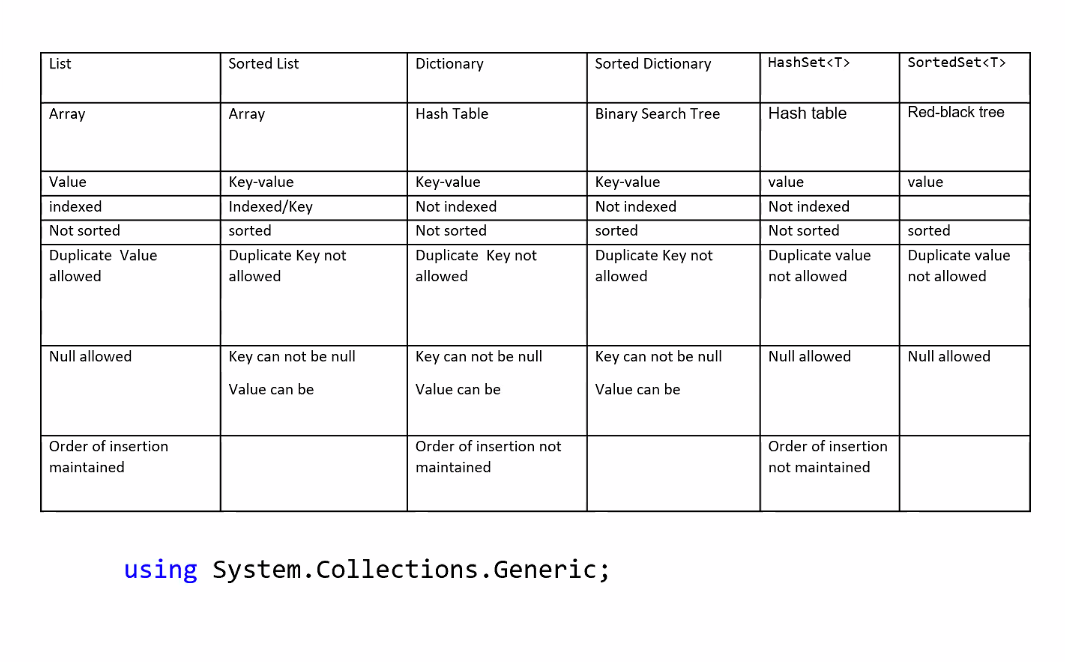 List Sorted List Dictionary Sorted Dictionary HashSet<T> SortedSet<T>
Array Array Hash Table Binary Search Tree Hash table Red-black tree
Value Key-value Key-value Key-value value value
indexed Indexed/Key Not indexed Not indexed Not indexed
Not sorted sorted Not sorted sorted Not sorted sorted
Duplicate Value Duplicate Key not Duplicate Key not Duplicate Key not Duplicate value Duplicate value
allowed allowed allowed allowed not allowed not allowed
Null allowed Key can not be null Key can not be null Key can not be null Null allowed Null allowed
Value can be Value can be Value can be
Order of insertion Order of insertion not Order of insertion
maintained maintained not maintained
using System.Collections.Generic;